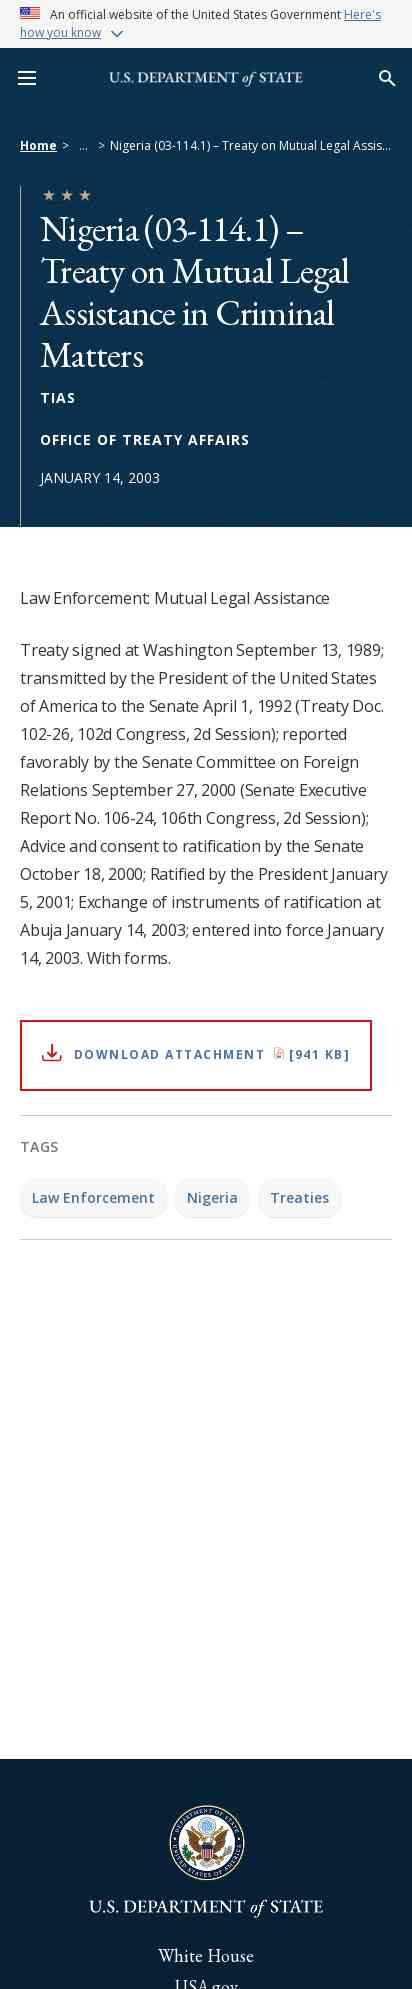 An official website of the United States Government Here's
how you know
U.S. DEPARTMENT of STATE
Home > ... > Nigeria (03-114.1) – Treaty on Mutual Legal Assis...
Nigeria (03-114.1) –
Treaty on Mutual Legal
Assistance in Criminal
Matters
TIAS
OFFICE OF TREATY AFFAIRS
JANUARY 14, 2003
Law Enforcement: Mutual Legal Assistance
Treaty signed at Washington September 13, 1989;
transmitted by the President of the United States
of America to the Senate April 1, 1992 (Treaty Doc.
102-26, 102d Congress, 2d Session); reported
favorably by the Senate Committee on Foreign
Relations September 27, 2000 (Senate Executive
Report No. 106-24, 106th Congress, 2d Session);
Advice and consent to ratification by the Senate
October 18, 2000; Ratified by the President January
5, 2001; Exchange of instruments of ratification at
Abuja January 14, 2003; entered into force January
14, 2003. With forms.
DOWNLOAD ATTACHMENT [941 KB]
TAGS
Law Enforcement Nigeria Treaties
U.S. DEPARTMENT of STATE
White House
USA.gov